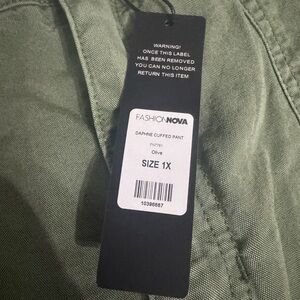 WARNING!
ONCE THIS LABEL
HAS BEEN REMOVED
YOU CAN NO LONGER
RETURN THIS ITEM
FASHIONNOVA
DAPHNE CUFFED PANT
Olive
SIZE 1X
10396667